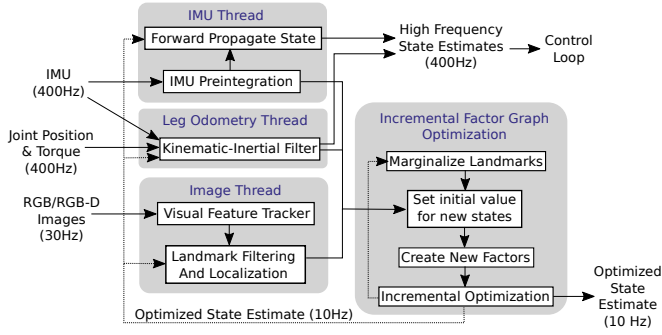 IMU Thread
Forward Propagate State
IMU Preintegration
IMU
(400Hz)
High Frequency
State Estimates
(400Hz)
Control
Loop
Leg Odometry Thread
Kinematic-Inertial Filter
Joint Position
& Torque
(400Hz)
Image Thread
Visual Feature Tracker
Landmark Filtering
And Localization
RGB/RGB-D
Images
(30Hz)
Incremental Factor Graph
Optimization
Marginalize Landmarks
Set initial value
for new states
Create New Factors
Incremental Optimization
Optimized
State
Estimate
(10 Hz)
Optimized State Estimate (10Hz)